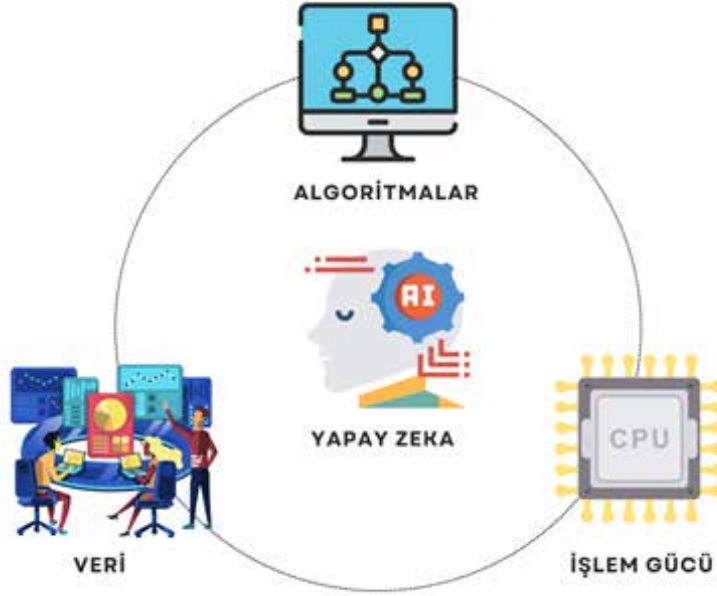 ALGORİTMALAR
AI
YAPAY ZEKA
CPU
VERİ
İŞLEM GÜCÜ